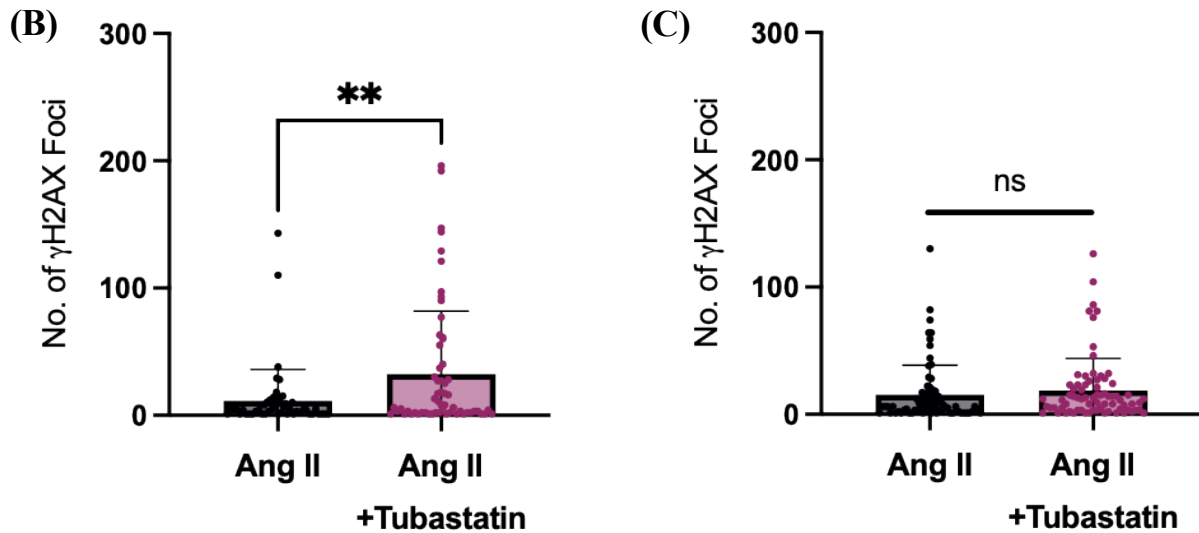 (B)
No. of γH2AX Foci
300
200
100
0
**
Ang II
Ang II
+Tubastatin
(C)
No. of γH2AX Foci
300
200
100
0
ns
Ang II
Ang II
+Tubastatin